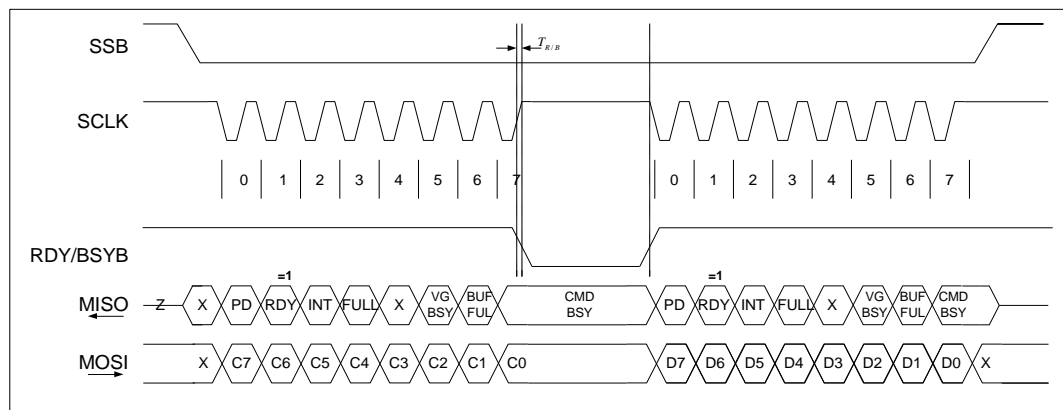 SSB
T R/B
SCLK
0 1 2 3 4 5 6 7 0 1 2 3 4 5 6 7
RDY/BSYB
=1 =1
MISO Z X PD RDY INT FULL X VG BSY BUF FUL CMD BSY PD RDY INT FULL X VG BSY BUF FUL CMD BSY
MOSI X C7 C6 C5 C4 C3 C2 C1 C0 D7 D6 D5 D4 D3 D2 D1 D0 X